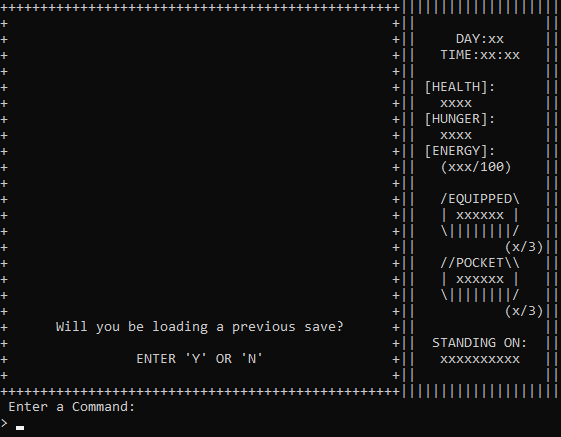 ++++++++++++++++++++++++++++++++++++++++++++++++++||||||||||||||||||||
+                                                +||                ||
+                                                +||     DAY:xx     ||
+                                                +||   TIME:xx:xx   ||
+                                                +||                ||
+                                                +|| [HEALTH]:      ||
+                                                +||   xxxx         ||
+                                                +|| [HUNGER]:      ||
+                                                +||   xxxx         ||
+                                                +|| [ENERGY]:      ||
+                                                +||   (xxx/100)    ||
+                                                +||                ||
+                                                +||   /EQUIPPED\   ||
+                                                +||   | xxxxxx |   ||
+                                                +||   \||||||||/   ||
+                                                +||           (x/3)||
+                                                +||   //POCKET\\   ||
+                                                +||   | xxxxxx |   ||
+                                                +||   \||||||||/   ||
+                                                +||           (x/3)||
+      Will you be loading a previous save?      +||                ||
+                                                +||  STANDING ON:  ||
+                ENTER 'Y' OR 'N'                +||   xxxxxxxxxx   ||
+                                                +||                ||
++++++++++++++++++++++++++++++++++++++++++++++++++||||||||||||||||||||
 Enter a Command:
> _